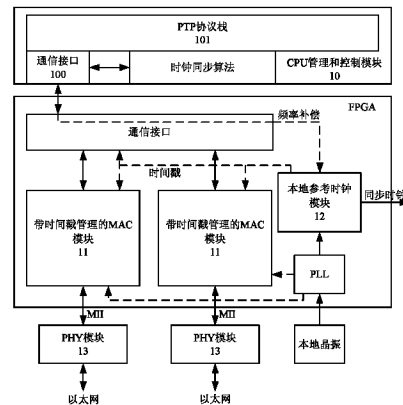 PTP协议栈
101
通信接口
100
时钟同步算法
CPU管理和控制模块
10
FPGA
频率补偿
通信接口
时间戳
本地参考时钟
模块
12
同步时钟
带时间戳管理的MAC
模块
11
带时间戳管理的MAC
模块
11
PLL
MII
MII
PHY模块
13
PHY模块
13
本地晶振
以太网
以太网